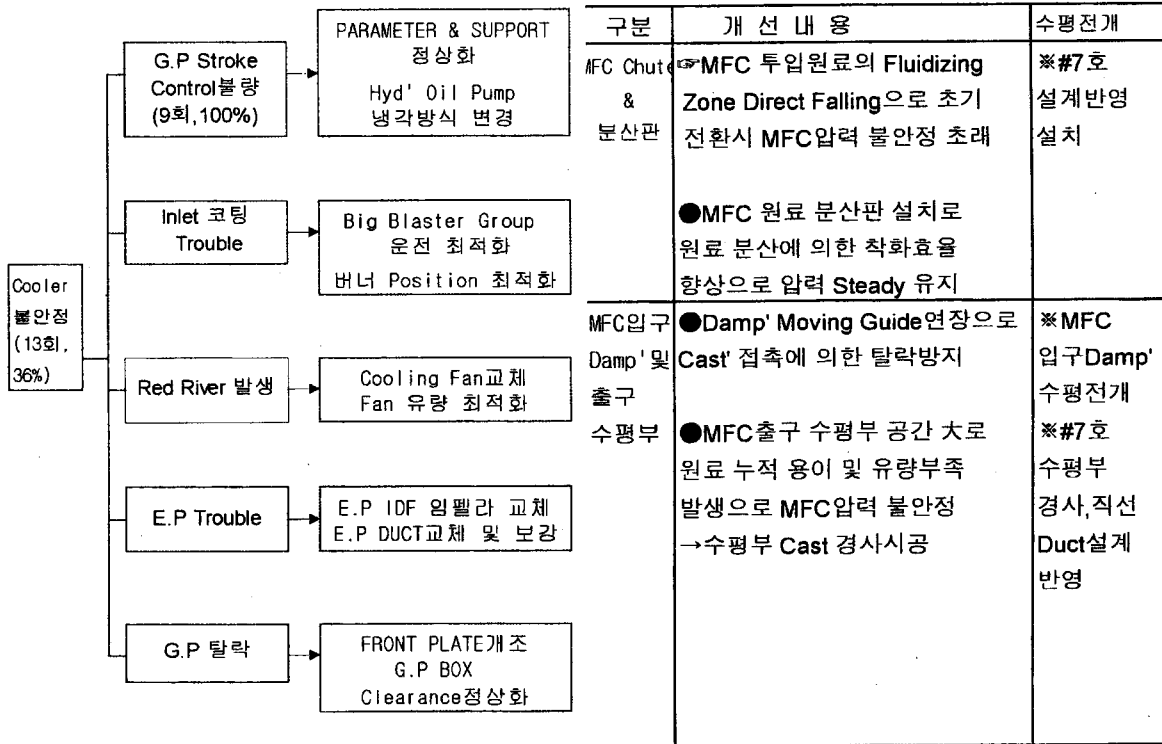 Cooler
불안정
(13회,
36%)
G.P Stroke
Control불량
(9회,100%)
PARAMETER & SUPPORT
정상화
Hyd' Oil Pump
냉각방식 변경
Inlet 코팅
Trouble
Big Blaster Group
운전 최적화
버너 Position 최적화
Red River 발생
Cooling Fan교체
Fan 유량 최적화
E.P Trouble
E.P IDF 임펠라 교체
E.P DUCT교체 및 보강
G.P 탈락
FRONT PLATE개조
G.P BOX
Clearance정상화
구분
개 선 내 용
수평전개
MFC Chute
&
분산판
☞MFC 투입원료의 Fluidizing
Zone Direct Falling으로 초기
전환시 MFC압력 불안정 초래
●MFC 원료 분산판 설치로
원료 분산에 의한 착화효율
향상으로 압력 Steady 유지
※#7호
설계반영
설치
MFC입구
Damp'및
출구
수평부
●Damp' Moving Guide연장으로
Cast' 접촉에 의한 탈락방지
●MFC출구 수평부 공간 大로
원료 누적 용이 및 유량부족
발생으로 MFC압력 불안정
→수평부 Cast 경사시공
※MFC
입구Damp'
수평전개
※#7호
수평부
경사,직선
Duct설계
반영